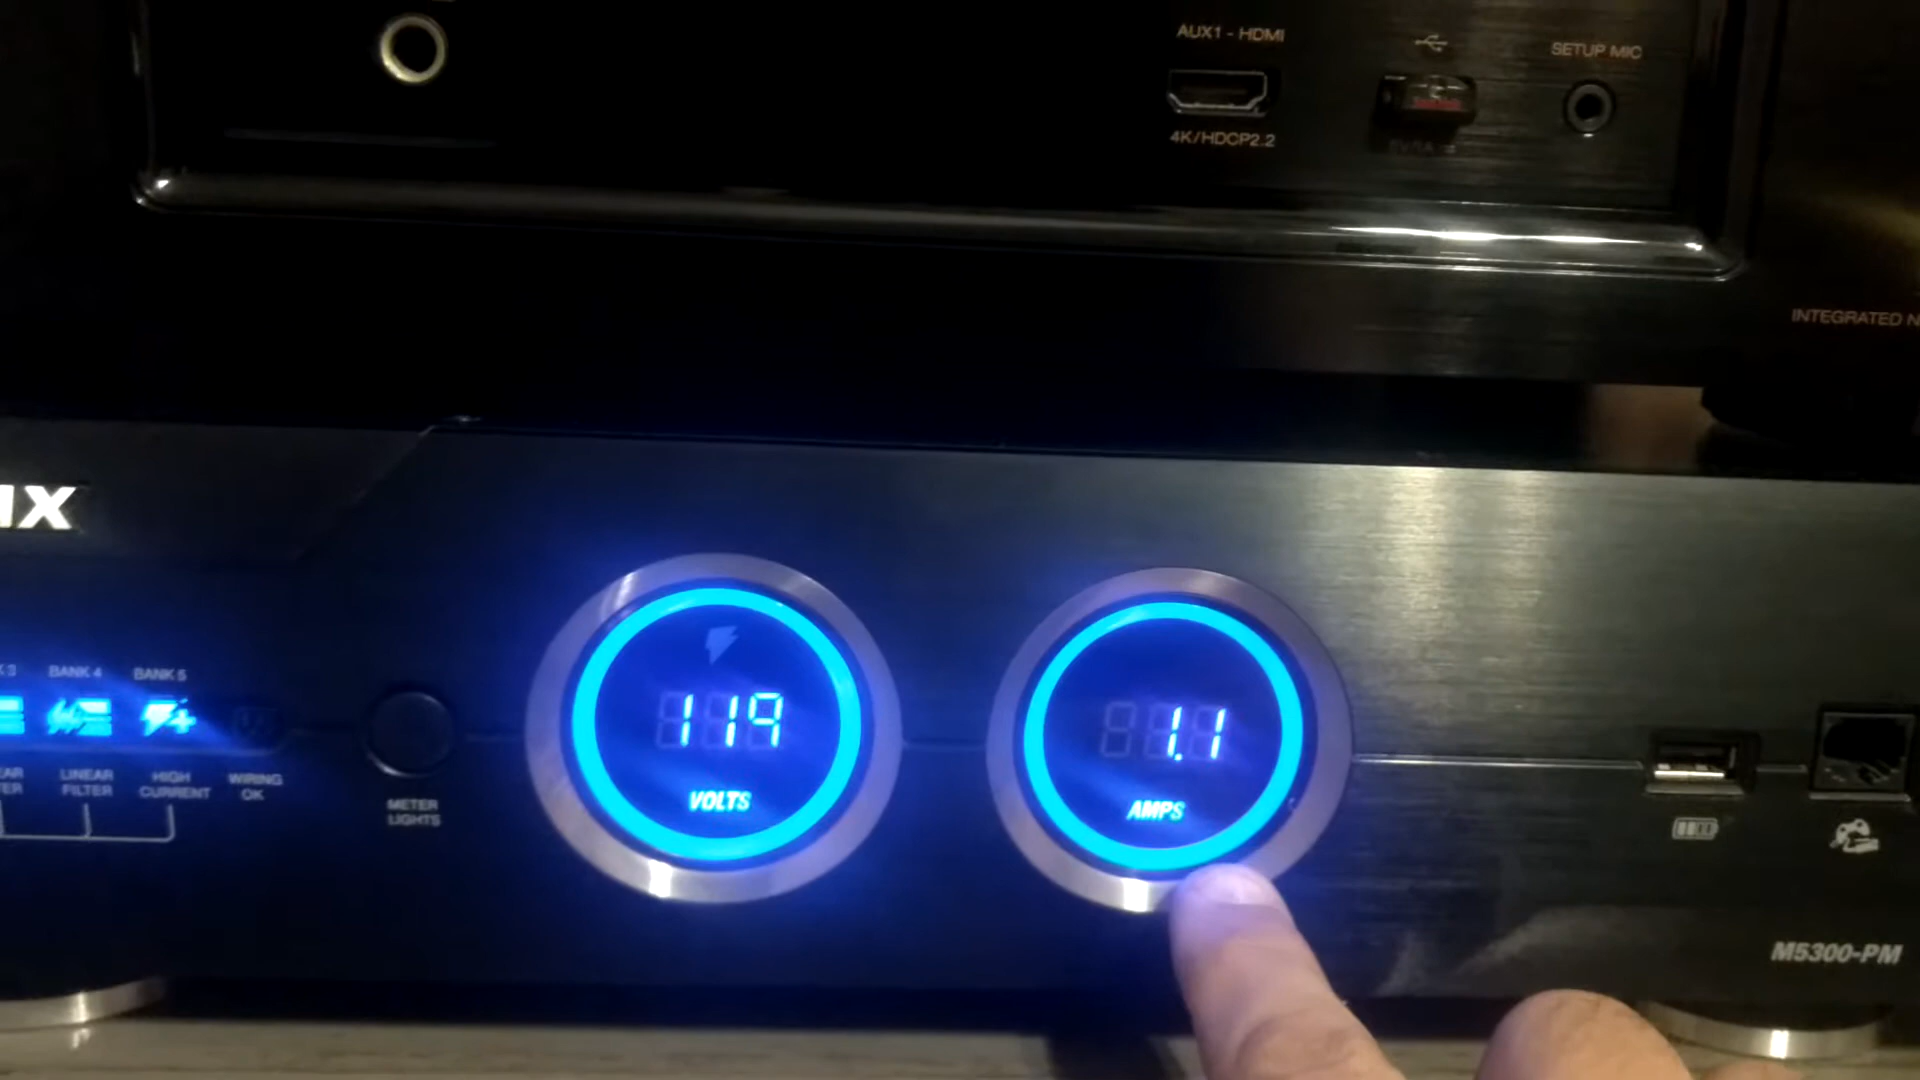 AUX1 - HDMI
SETUP MIC
4K/HDCP2.2
INTEGRATED N
IX
BANK 4
BANK 5
119
VOLTS
1.1
AMPS
LINEAR
FILTER
HIGH
CURRENT
WIRING
OK
METER
LIGHTS
M5300-PM